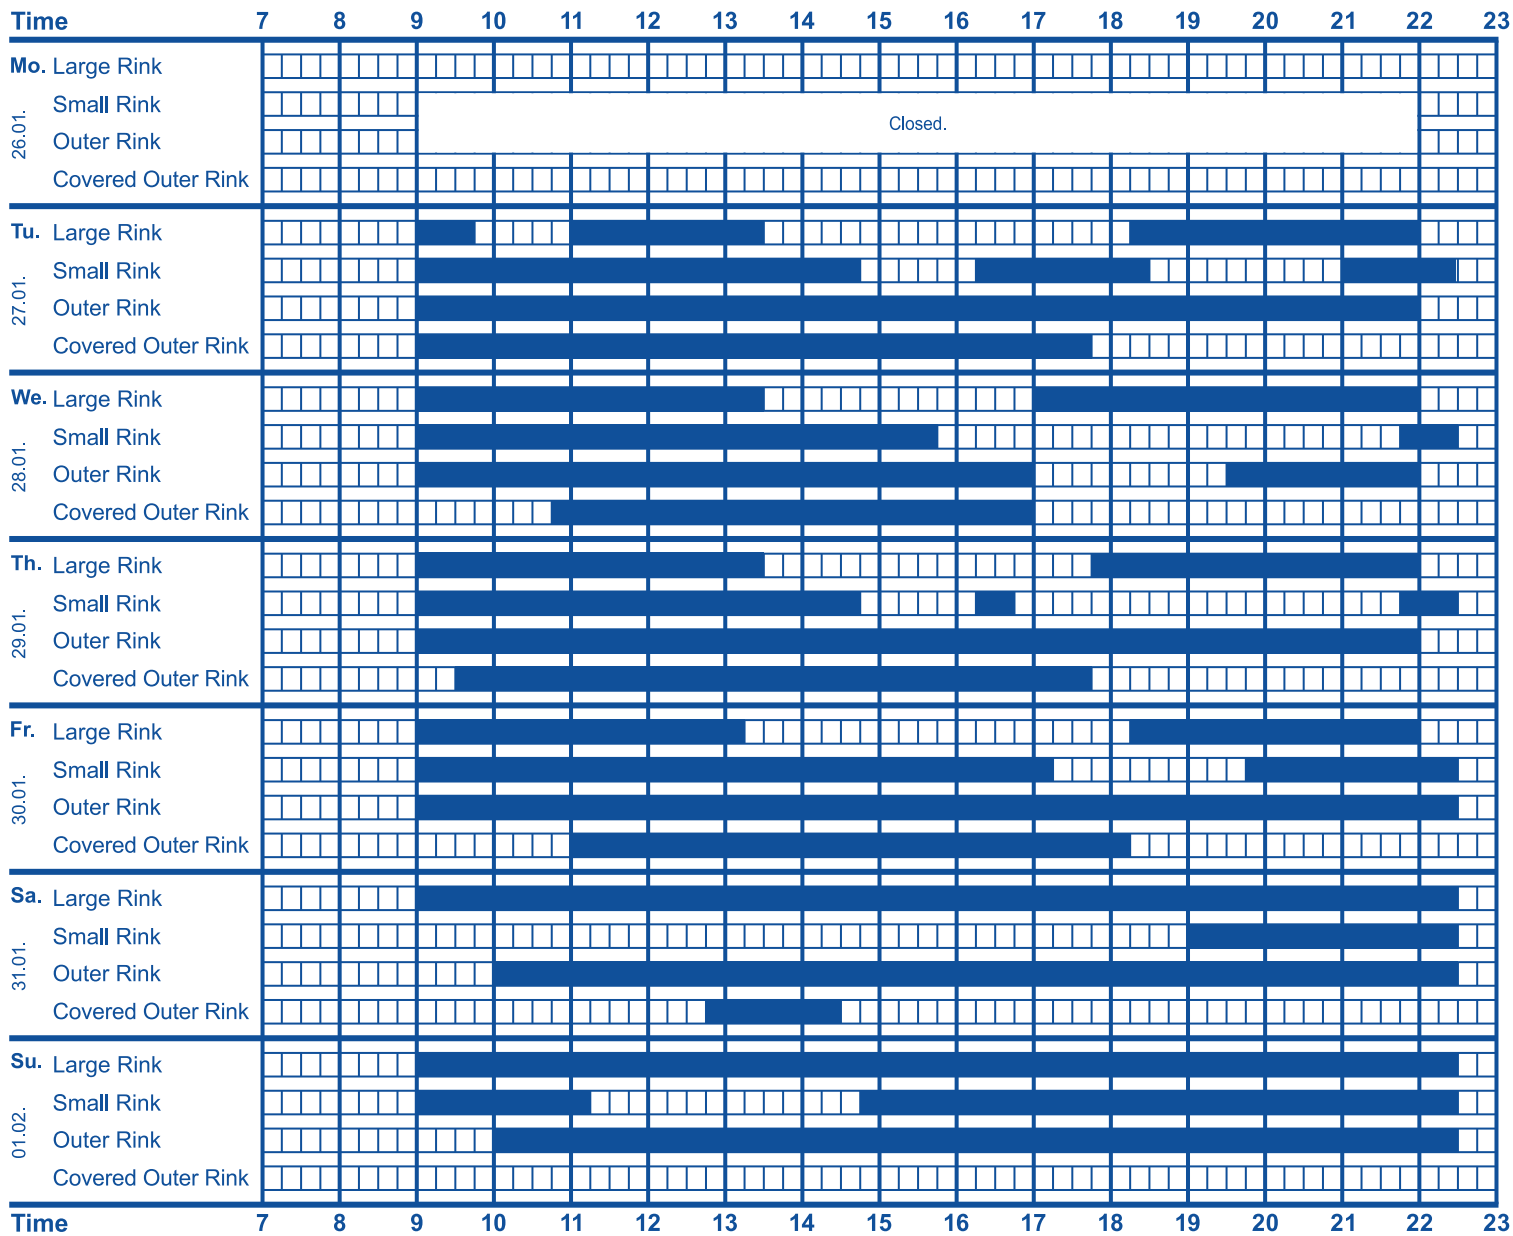 Time 7 8 9 10 11 12 13 14 15 16 17 18 19 20 21 22 23
Mo. Large Rink
26.01.
Small Rink
Closed.
Outer Rink
Covered Outer Rink
Tu. Large Rink
27.01.
Small Rink
Outer Rink
Covered Outer Rink
We. Large Rink
28.01.
Small Rink
Outer Rink
Covered Outer Rink
Th. Large Rink
29.01.
Small Rink
Outer Rink
Covered Outer Rink
Fr. Large Rink
30.01.
Small Rink
Outer Rink
Covered Outer Rink
Sa. Large Rink
31.01.
Small Rink
Outer Rink
Covered Outer Rink
Su. Large Rink
01.02.
Small Rink
Outer Rink
Covered Outer Rink
Time 7 8 9 10 11 12 13 14 15 16 17 18 19 20 21 22 23